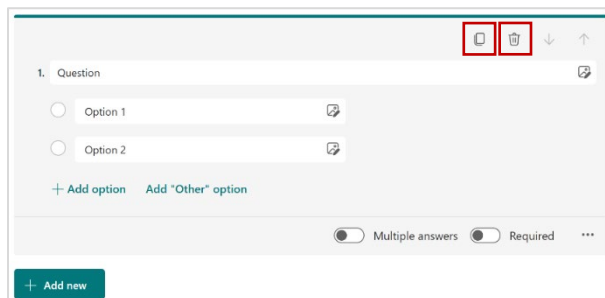 1. Question
Option 1
Option 2
+ Add option Add "Other" option
Multiple answers Required ...
+ Add new